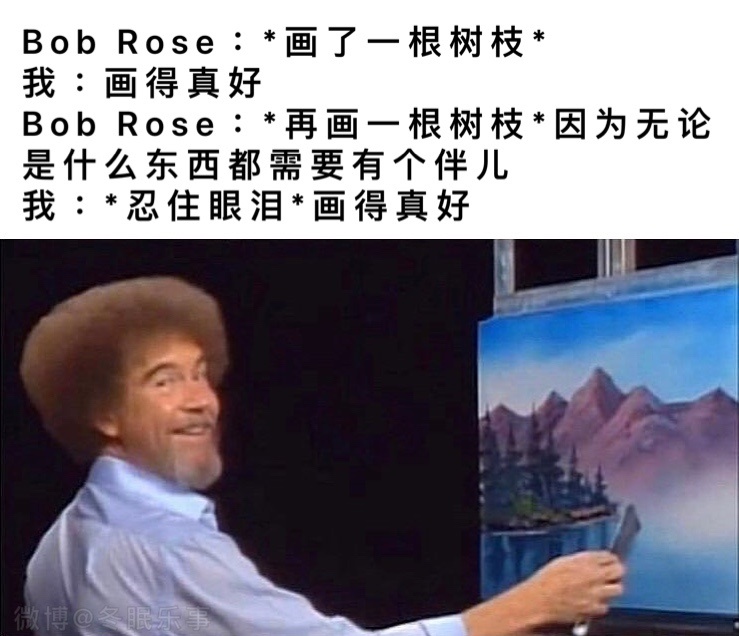 Bob Rose：*画了一根树枝*
我：画得真好
Bob Rose：*再画一根树枝*因为无论
是什么东西都需要有个伴儿
我：*忍住眼泪*画得真好
微博@冬眠乐事